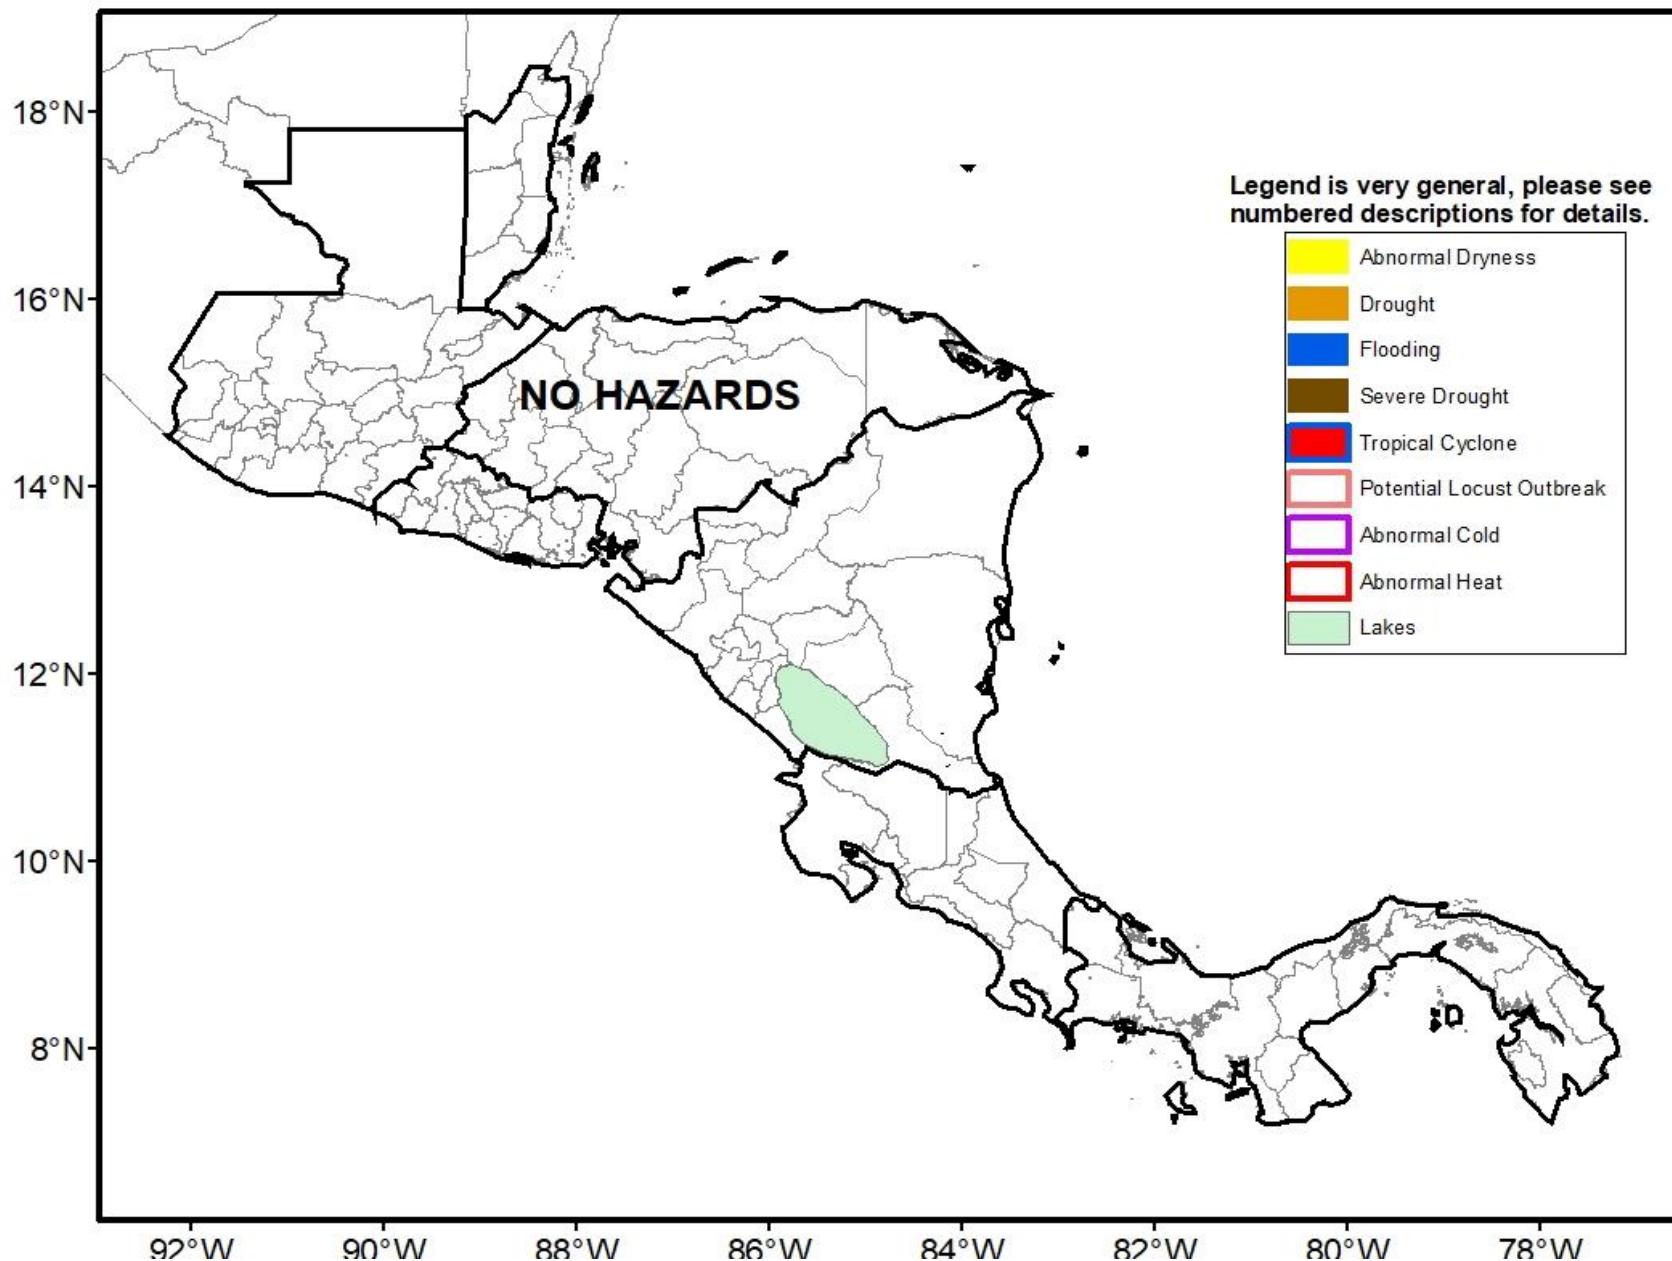 18°N
16°N
14°N
12°N
10°N
8°N
NO HAZARDS
Legend is very general, please see
numbered descriptions for details.
Abnormal Dryness
Drought
Flooding
Severe Drought
Tropical Cyclone
Potential Locust Outbreak
Abnormal Cold
Abnormal Heat
Lakes
92°W 90°W 88°W 86°W 84°W 82°W 80°W 78°W